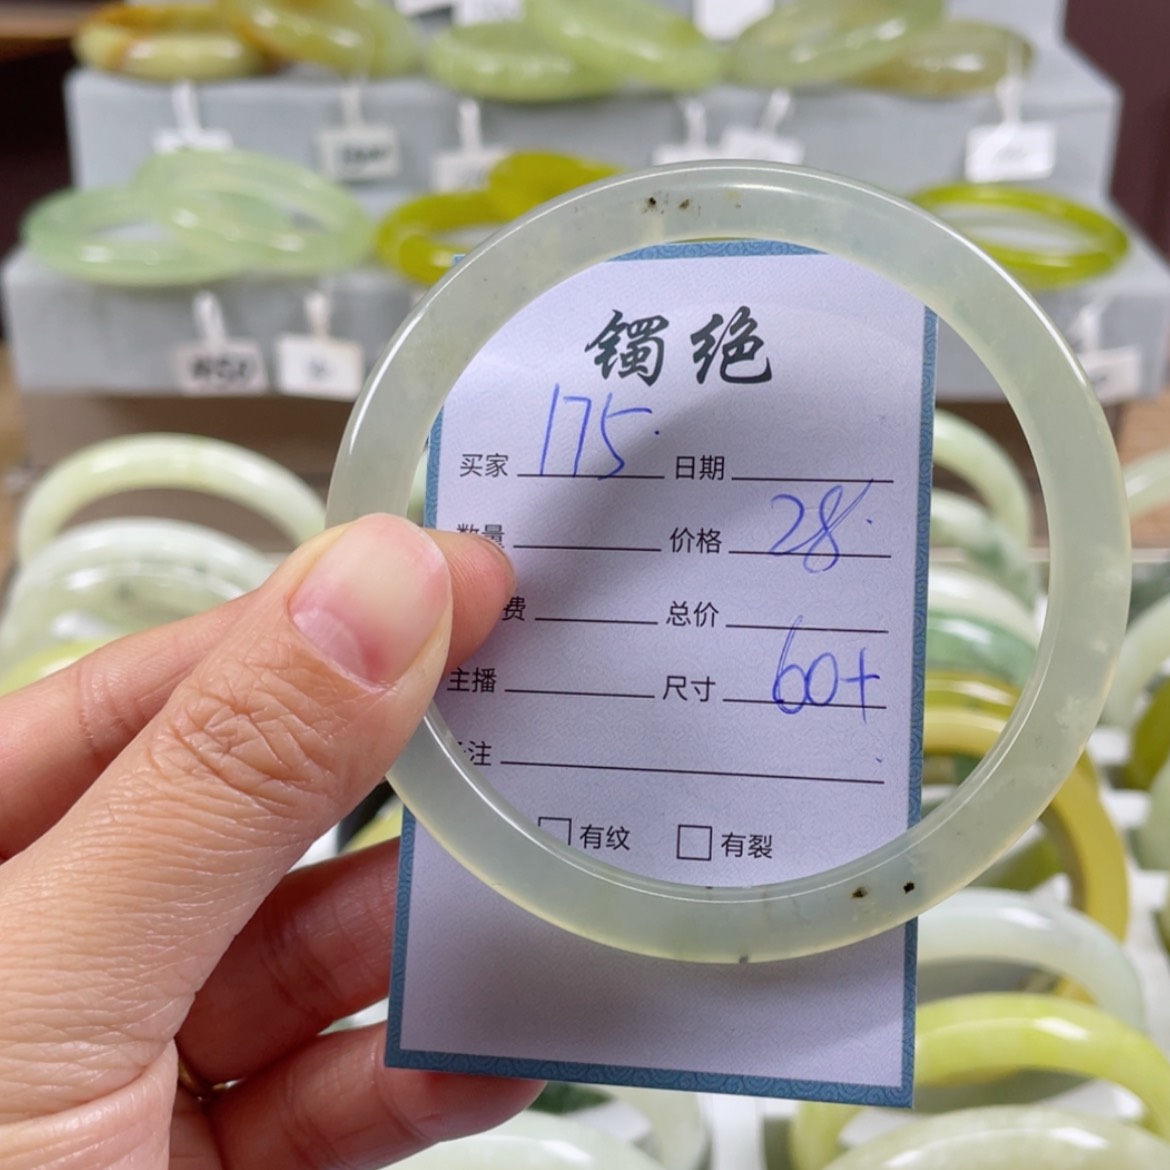 镯绝
买家 175. 日期
数量 价格 28.
费 总价
主播 尺寸 60+
注
□有纹 □有裂